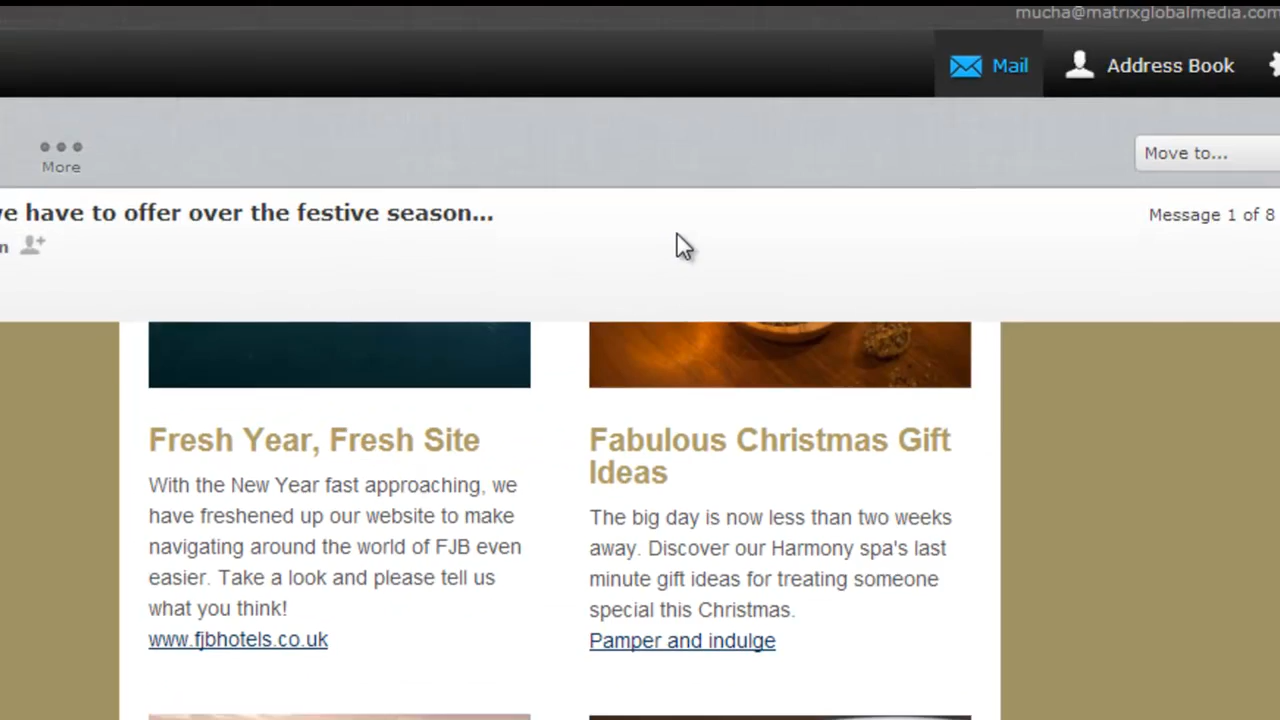 mucha@matrixglobalmedia.com
Mail
Address Book
More
Move to...
have to offer over the festive season...
Message 1 of 8
Fresh Year, Fresh Site
With the New Year fast approaching, we
have freshened up our website to make
navigating around the world of FJB even
easier. Take a look and please tell us
what you think!
www.fjbhotels.co.uk
Fabulous Christmas Gift
Ideas
The big day is now less than two weeks
away. Discover our Harmony spa's last
minute gift ideas for treating someone
special this Christmas.
Pamper and indulge